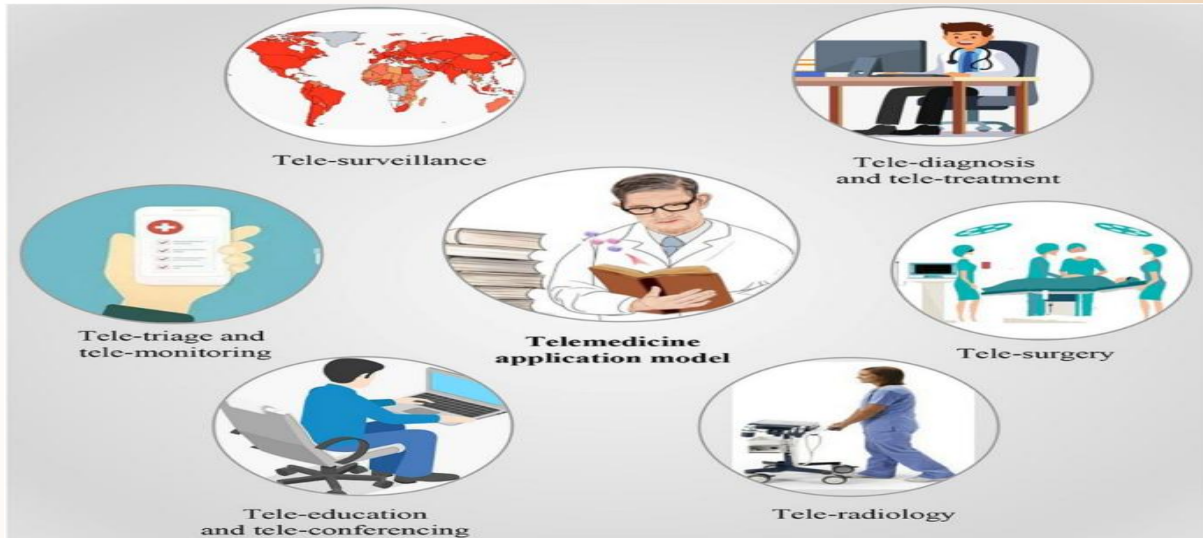 Tele-surveillance
Tele-diagnosis
and tele-treatment
Tele-triage and
tele-monitoring
Telemedicine
application model
Tele-surgery
Tele-education
and tele-conferencing
Tele-radiology